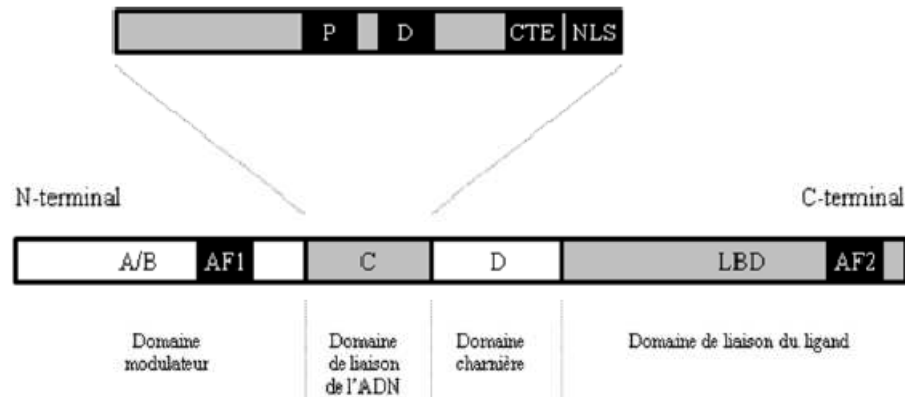 P D CTE NLS
N-terminal C-terminal
A/B AF1 C D LBD AF2
Domaine
modulateur
Domaine
de liaison
de l'ADN
Domaine
charnière
Domaine de liaison du ligand